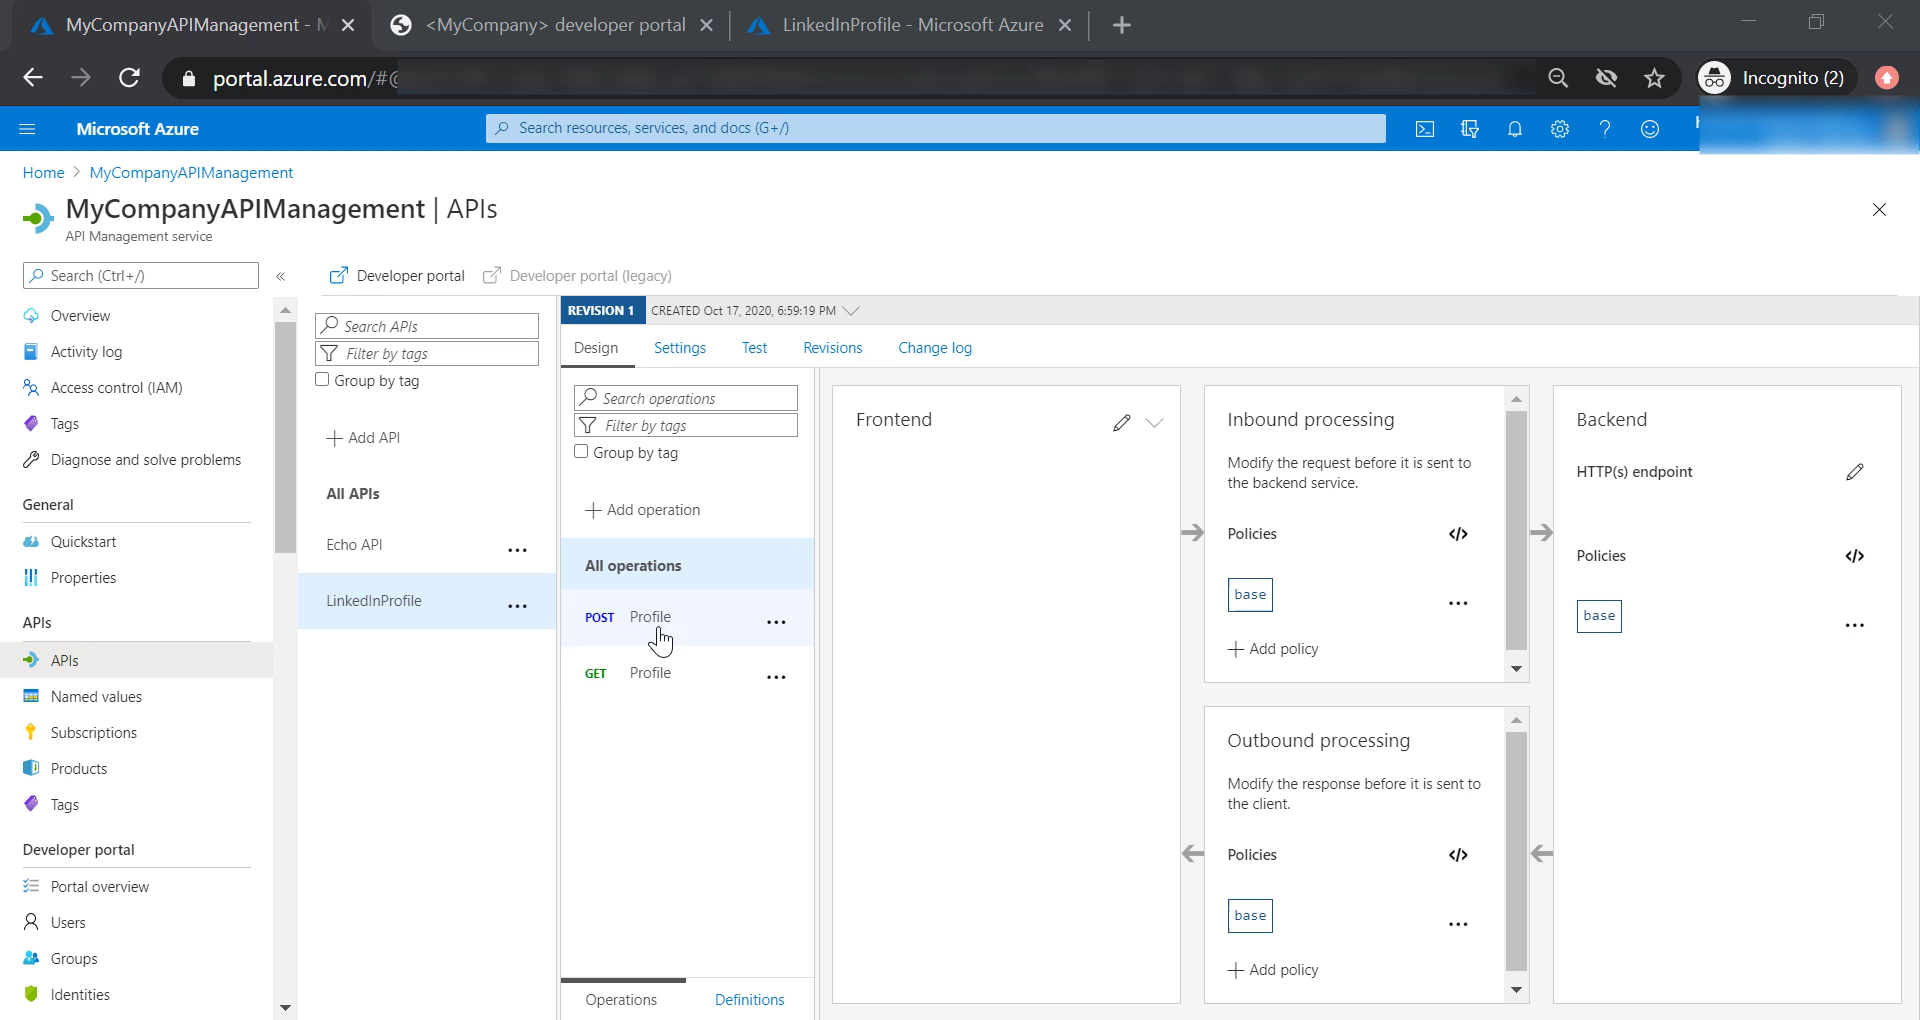 MyCompanyAPIManagement - M
<MyCompany> developer portal
LinkedInProfile - Microsoft Azure
portal.azure.com/#@
Incognito (2)
Microsoft Azure
Search resources, services, and docs (G+/)
Home > MyCompanyAPIManagement
MyCompanyAPIManagement | APIs
API Management service
Search (Ctrl+/)
«
Overview
Activity log
Access control (IAM)
Tags
Diagnose and solve problems
General
Quickstart
Properties
APIs
APIs
Named values
Subscriptions
Products
Tags
Developer portal
Portal overview
Users
Groups
Identities
Developer portal
Developer portal (legacy)
Search APIs
Filter by tags
Group by tag
+ Add API
All APIs
Echo API
LinkedInProfile
REVISION 1
CREATED Oct 17, 2020, 6:59:19 PM
Design
Settings
Test
Revisions
Change log
Search operations
Filter by tags
Group by tag
+ Add operation
All operations
POST Profile
GET Profile
Operations
Definitions
Frontend
Inbound processing
Modify the request before it is sent to
the backend service.
Policies </>
base
+ Add policy
Outbound processing
Modify the response before it is sent to
the client.
Policies </>
base
+ Add policy
Backend
HTTP(s) endpoint
Policies </>
base